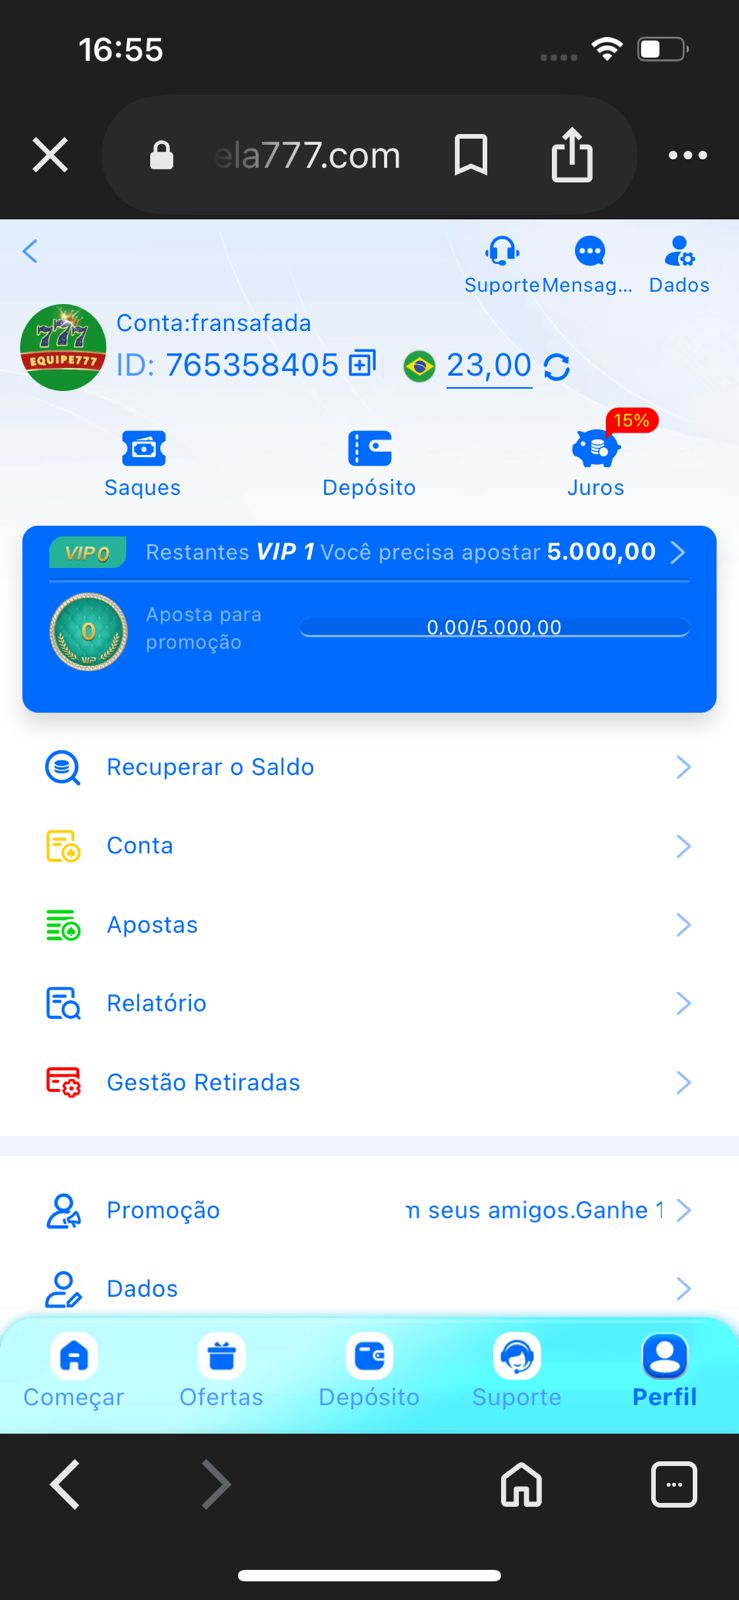 16:55
ela777.com
Suporte Mensag... Dados
777
EQUIPE777
Conta:fransafada
ID: 765358405 23,00
15%
Saques Depósito Juros
VIP0 Restantes VIP 1 Você precisa apostar 5.000,00
0
VIP
Aposta para
promoção
0,00/5.000,00
Recuperar o Saldo
Conta
Apostas
Relatório
Gestão Retiradas
Promoção m seus amigos.Ganhe 1
Dados
Começar Ofertas Depósito Suporte Perfil